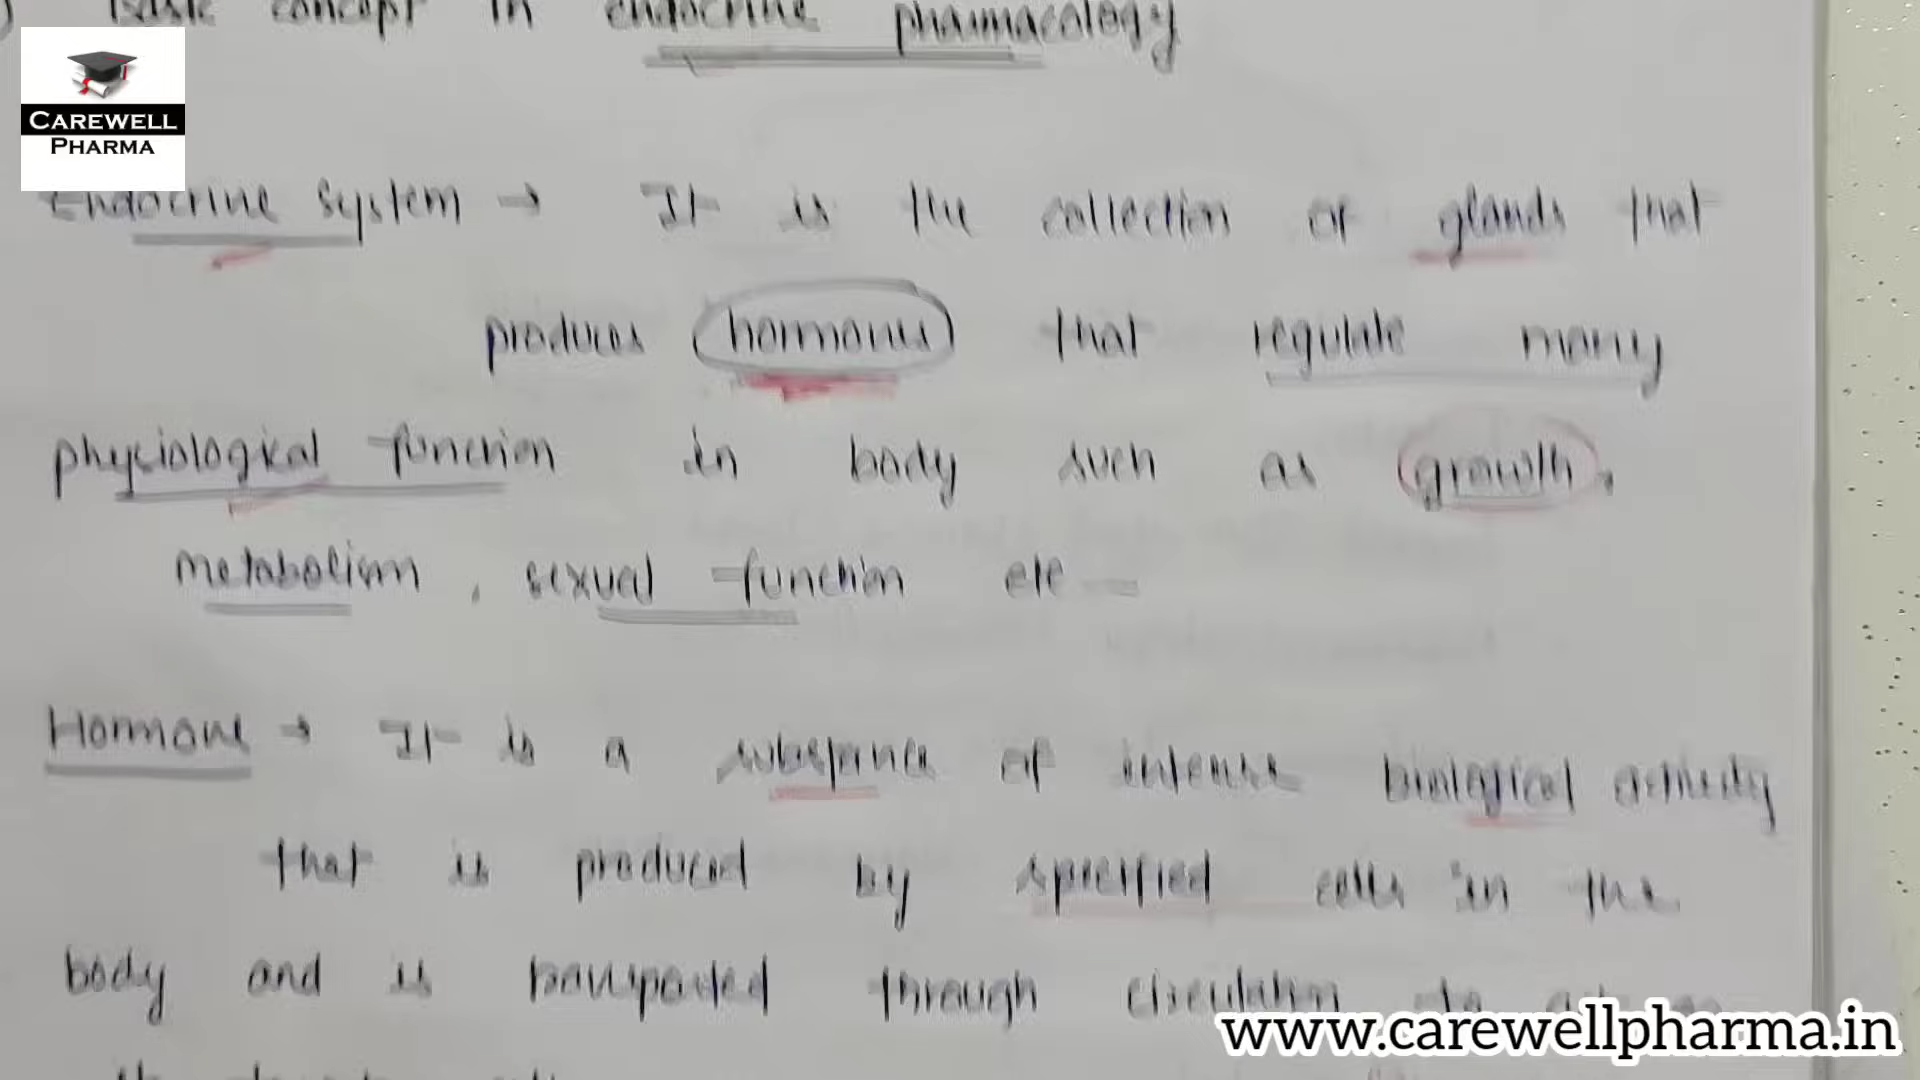 Basic concept in endocrine pharmacology
CAREWELL
PHARMA
Endocrine system → It is the collection of glands that
produces hormones that regulate many
physiological function in body such as growth,
metabolism, sexual function etc —
Hormone → It is a substance of intense biological activity
that is produced by specified cells in the
body and is transported through circulation to
www.carewellpharma.in